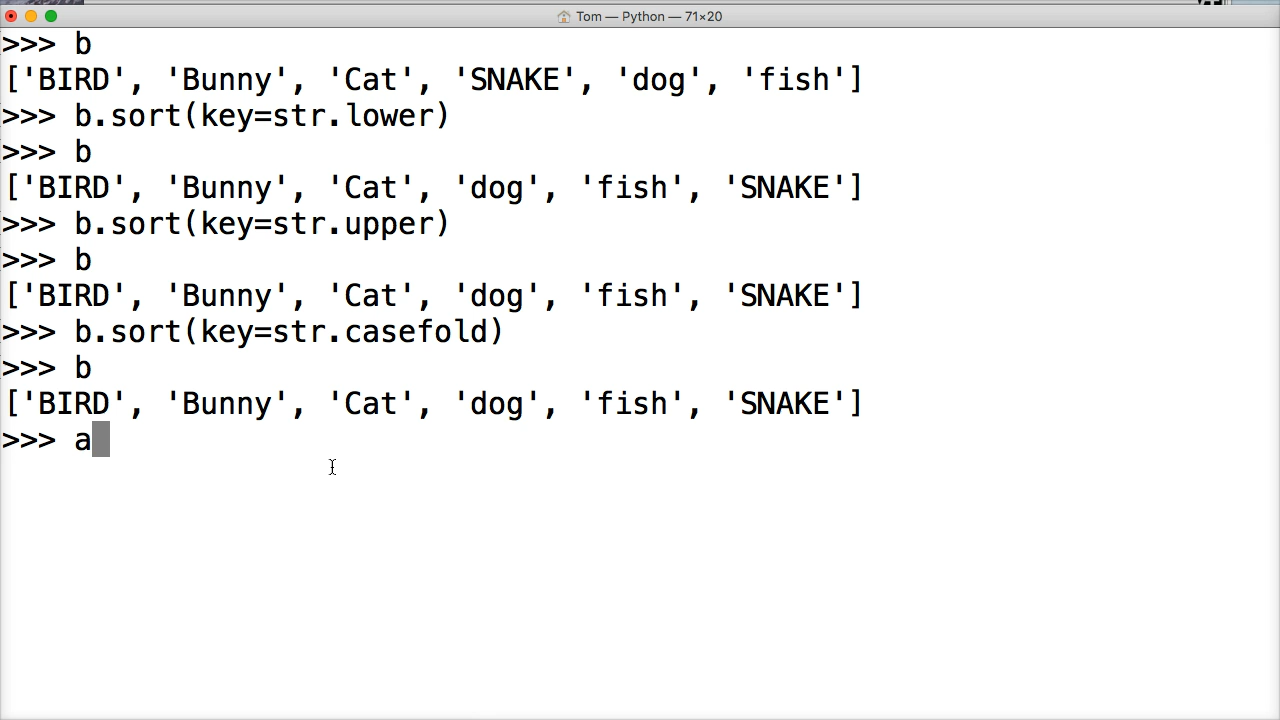 Tom — Python — 71×20
>>> b
['BIRD', 'Bunny', 'Cat', 'SNAKE', 'dog', 'fish']
>>> b.sort(key=str.lower)
>>> b
['BIRD', 'Bunny', 'Cat', 'dog', 'fish', 'SNAKE']
>>> b.sort(key=str.upper)
>>> b
['BIRD', 'Bunny', 'Cat', 'dog', 'fish', 'SNAKE']
>>> b.sort(key=str.casefold)
>>> b
['BIRD', 'Bunny', 'Cat', 'dog', 'fish', 'SNAKE']
>>> a